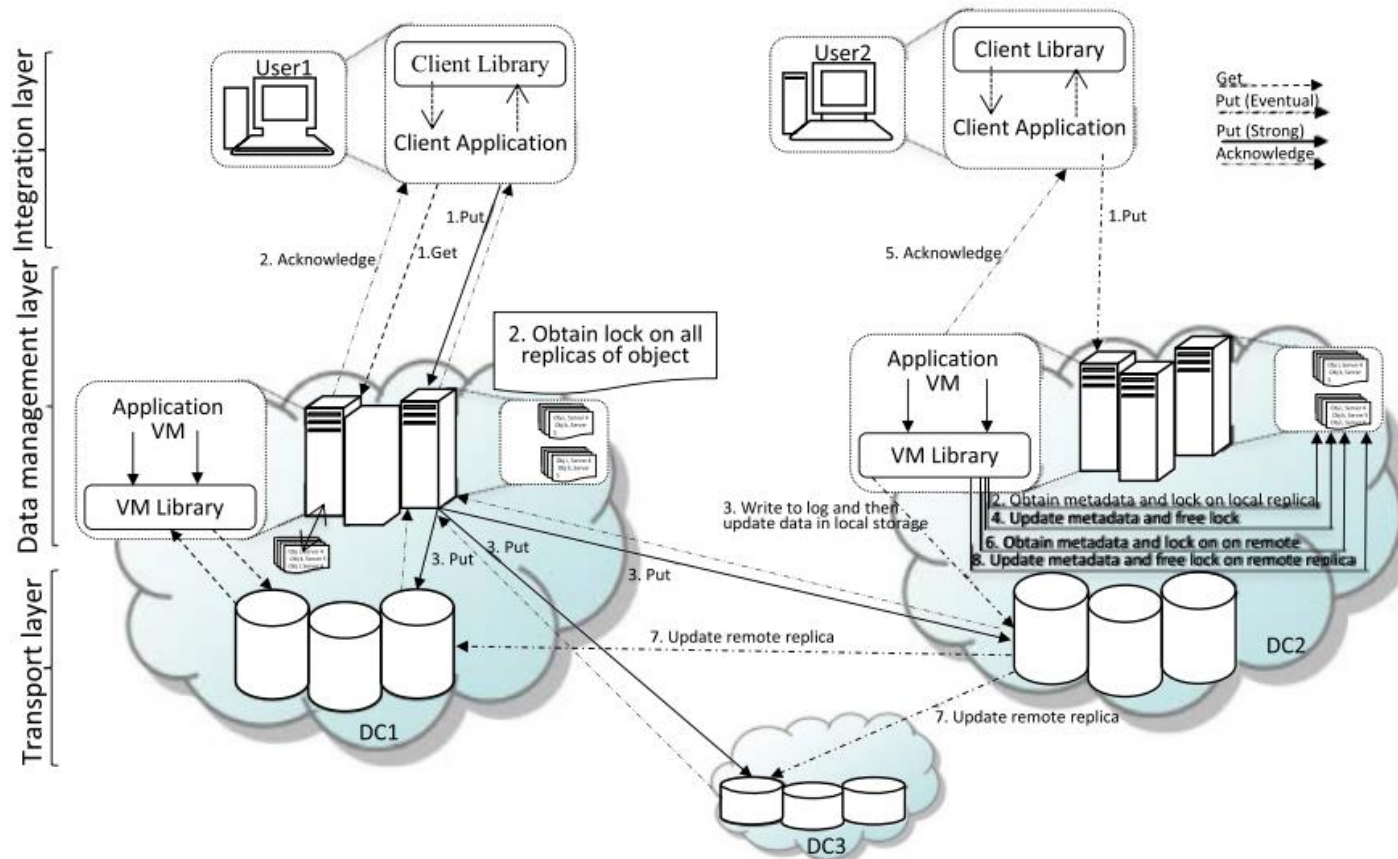 Integration layer
Data management layer
Transport layer
User1
Client Library
Client Application
User2
Client Library
Client Application
Get
Put (Eventual)
Put (Strong)
Acknowledge
1.Put
1.Get
2. Acknowledge
1.Put
5. Acknowledge
2. Obtain lock on all
replicas of object
Application
VM
VM Library
Application
VM
VM Library
3. Write to log and then
update data in local storage
2. Obtain metadata and lock on local replica
4. Update metadata and free lock
6. Obtain metadata and lock on on remote
8. Update metadata and free lock on remote replica
3. Put
3. Put
3. Put
7. Update remote replica
7. Update remote replica
DC1
DC2
DC3